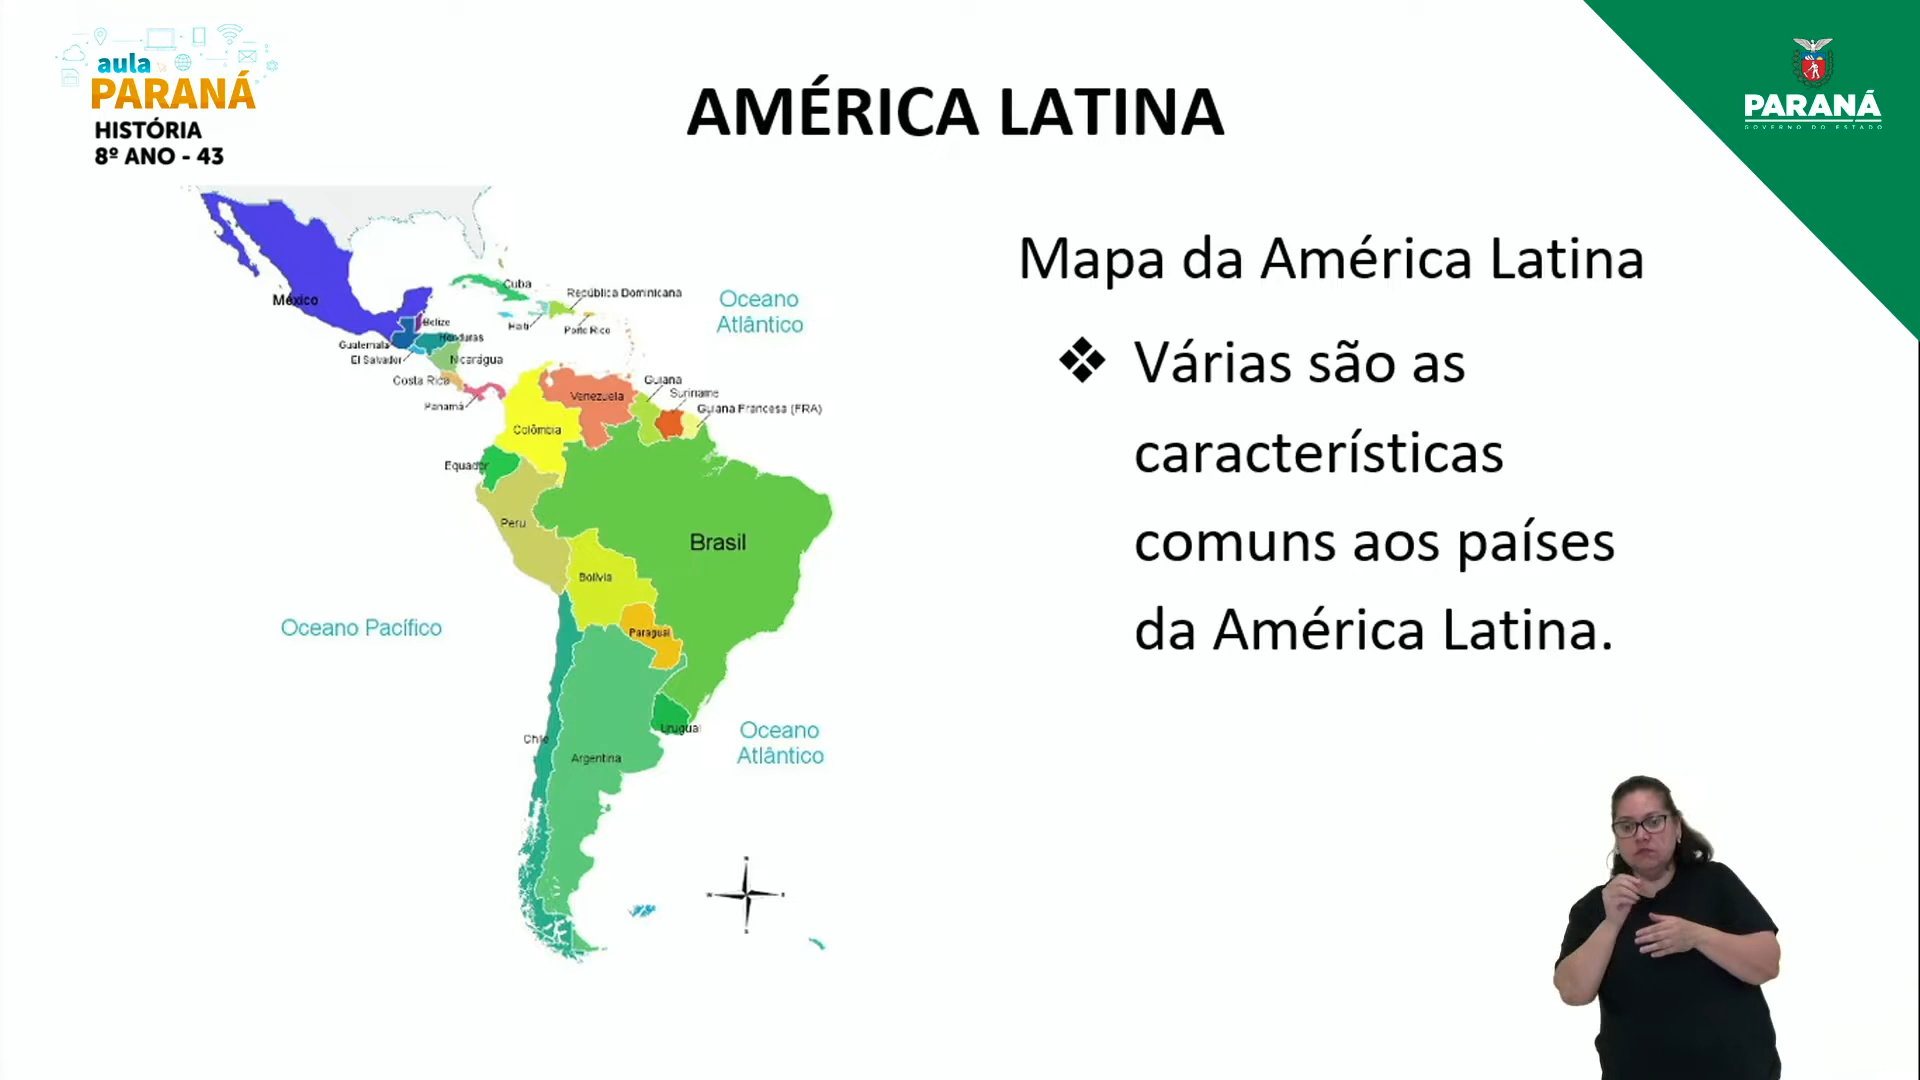 aula
PARANÁ
HISTÓRIA
8º ANO - 43
AMÉRICA LATINA
PARANÁ
GOVERNO DO ESTADO
Mapa da América Latina
❖ Várias são as
características
comuns aos países
da América Latina.
México
Cuba
República Dominicana
Oceano
Atlântico
Belize
Haiti
Porto Rico
Guatemala
Honduras
El Salvador
Nicarágua
Costa Rica
Panamá
Venezuela
Guiana
Suriname
Guiana Francesa (FRA)
Colômbia
Equador
Peru
Brasil
Bolívia
Oceano Pacífico
Paraguai
Uruguai
Chile
Argentina
Oceano
Atlântico
N
W
E
S